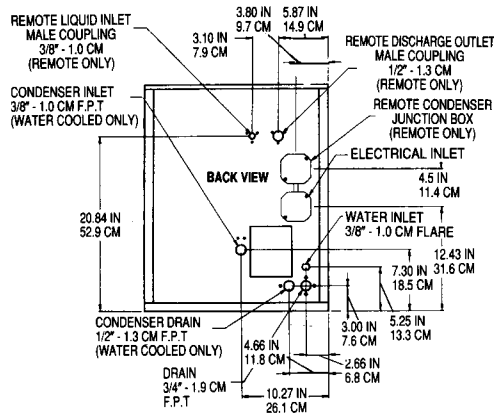 REMOTE LIQUID INLET
MALE COUPLING
3/8" - 1.0 CM
(REMOTE ONLY)
3.80 IN
9.7 CM
5.87 IN
14.9 CM
3.10 IN
7.9 CM
REMOTE DISCHARGE OUTLET
MALE COUPLING
1/2" - 1.3 CM
(REMOTE ONLY)
CONDENSER INLET
3/8" - 1.0 CM F.P.T
(WATER COOLED ONLY)
REMOTE CONDENSER
JUNCTION BOX
(REMOTE ONLY)
ELECTRICAL INLET
BACK VIEW
4.5 IN
11.4 CM
20.84 IN
52.9 CM
WATER INLET
3/8" - 1.0 CM FLARE
12.43 IN
31.6 CM
7.30 IN
18.5 CM
5.25 IN
13.3 CM
3.00 IN
7.6 CM
CONDENSER DRAIN
1/2" - 1.3 CM F.P.T
(WATER COOLED ONLY)
4.66 IN
11.8 CM
2.66 IN
6.8 CM
DRAIN
3/4" - 1.9 CM
F.P.T
10.27 IN
26.1 CM